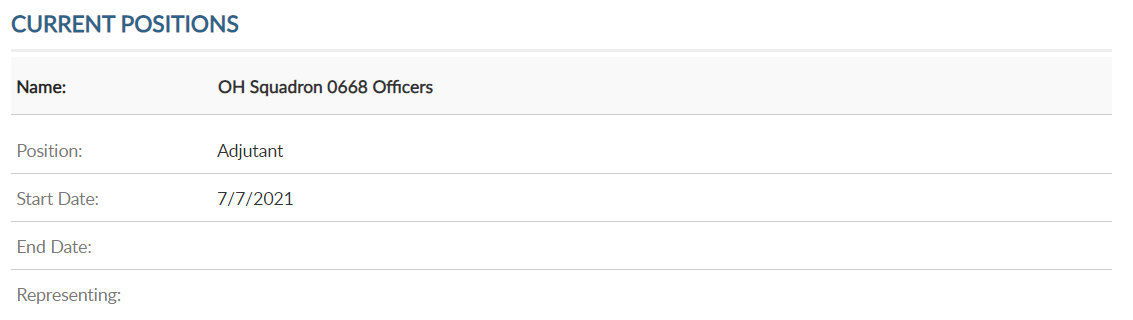 CURRENT POSITIONS
Name: OH Squadron 0668 Officers
Position: Adjutant
Start Date: 7/7/2021
End Date:
Representing: